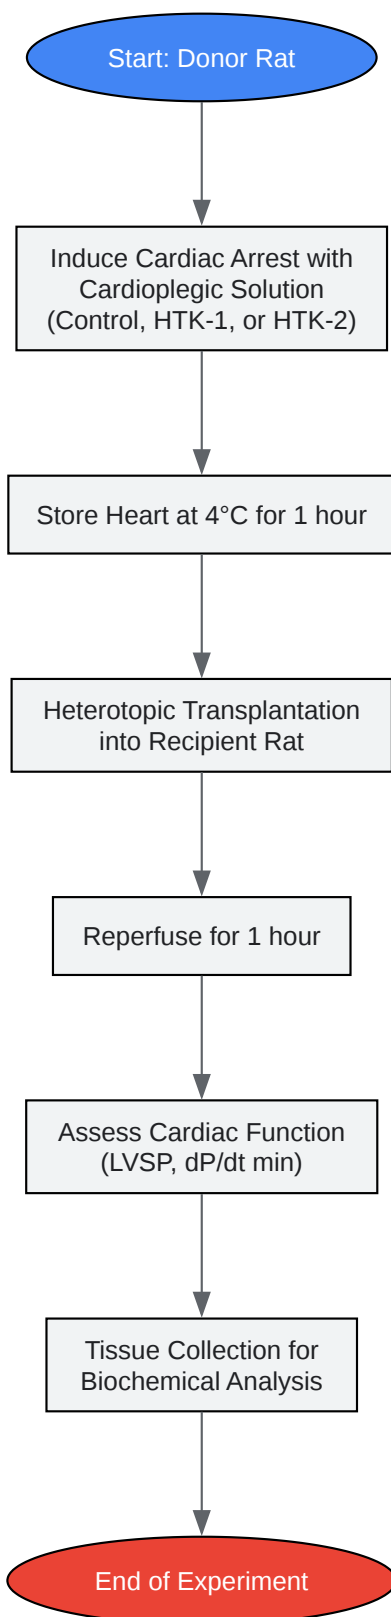 Start: Donor Rat
Induce Cardiac Arrest with
Cardioplegic Solution
(Control, HTK-1, or HTK-2)
Store Heart at 4°C for 1 hour
Heterotopic Transplantation
into Recipient Rat
Reperfuse for 1 hour
Assess Cardiac Function
(LVSP, dP/dt min)
Tissue Collection for
Biochemical Analysis
End of Experiment